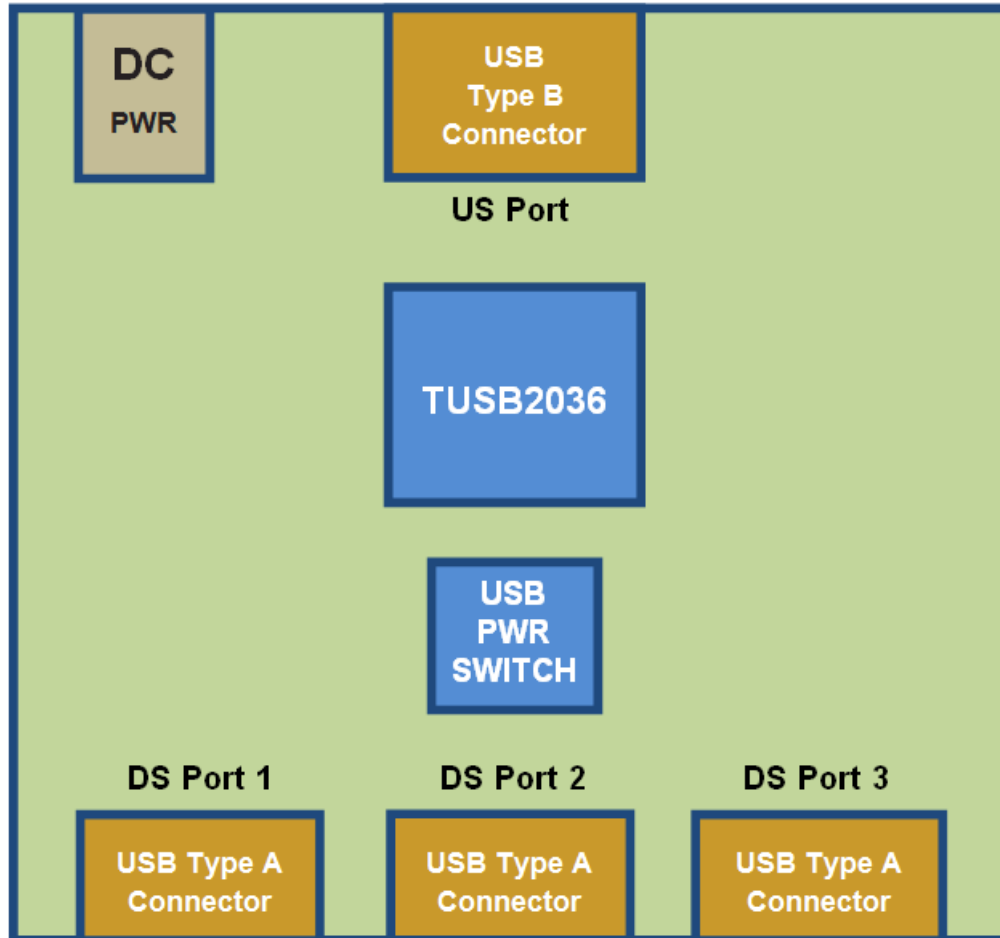 DC
PWR
USB
Type B
Connector
US Port
TUSB2036
USB
PWR
SWITCH
DS Port 1
DS Port 2
DS Port 3
USB Type A
Connector
USB Type A
Connector
USB Type A
Connector